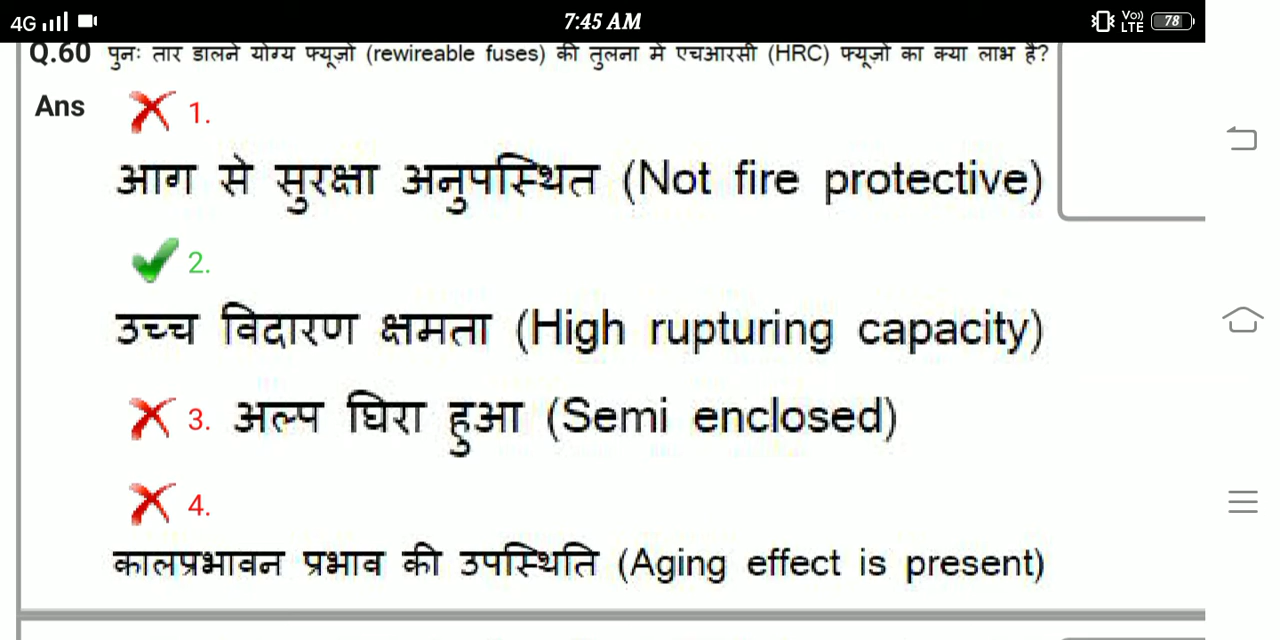 4G 7:45 AM Vo) LTE 78
Q.60 पुनः तार डालने योग्य फ्यूज़ो (rewireable fuses) की तुलना में एचआरसी (HRC) फ्यूज़ो का क्या लाभ है?
Ans 1.
आग से सुरक्षा अनुपस्थित (Not fire protective)
2.
उच्च विदारण क्षमता (High rupturing capacity)
3. अल्प घिरा हुआ (Semi enclosed)
4.
कालप्रभावन प्रभाव की उपस्थिति (Aging effect is present)